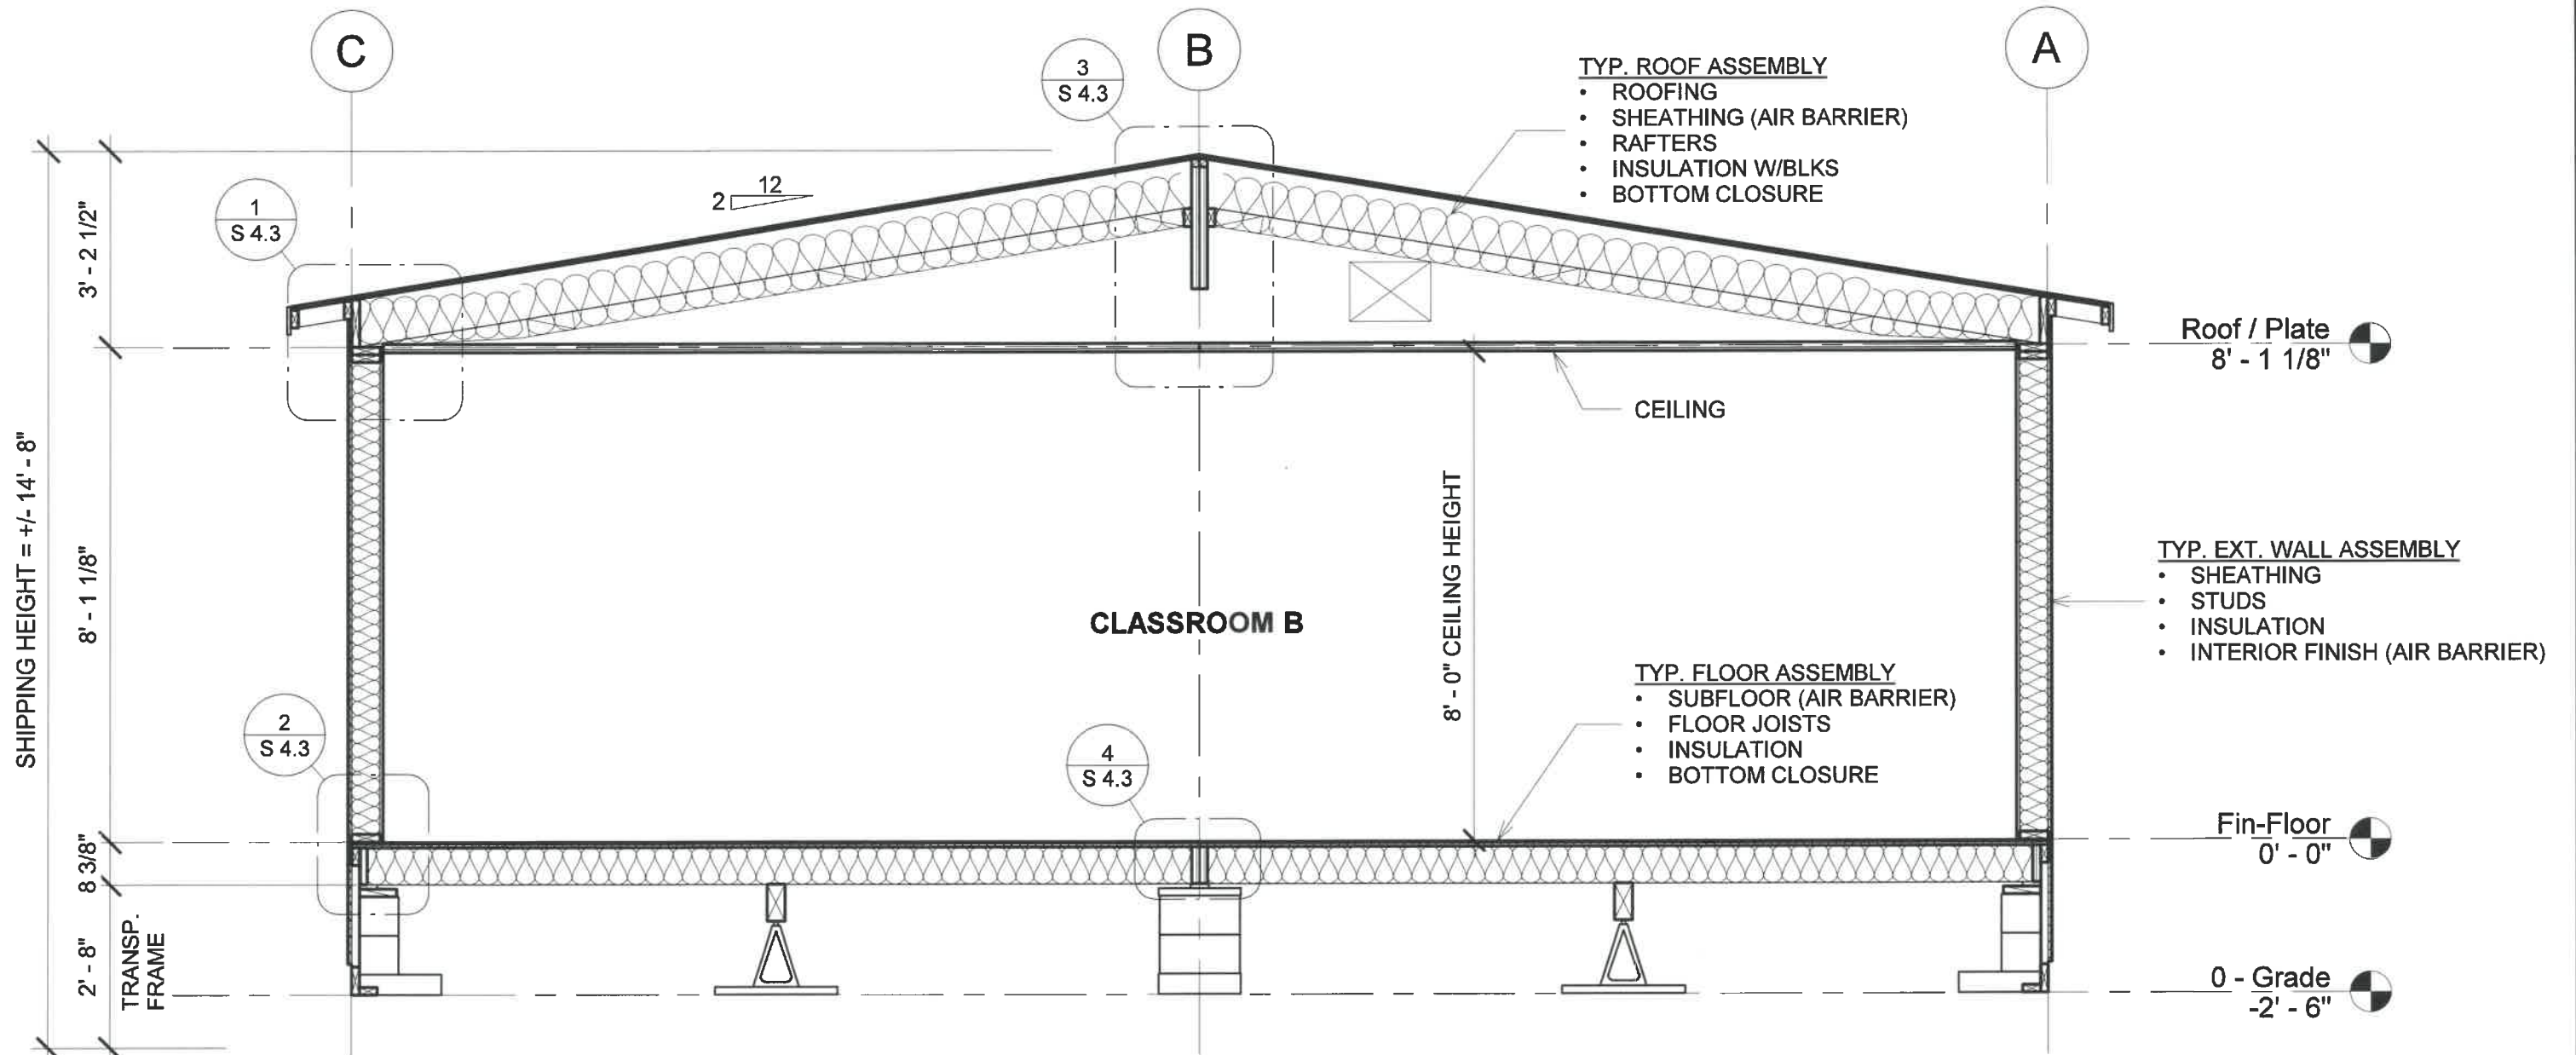 C
B
A
3
S 4.3
1
S 4.3
2
12
TYP. ROOF ASSEMBLY
• ROOFING
• SHEATHING (AIR BARRIER)
• RAFTERS
• INSULATION W/BLKS
• BOTTOM CLOSURE
3' - 2 1/2"
Roof / Plate
8' - 1 1/8"
CEILING
SHIPPING HEIGHT = +/- 14' - 8"
8' - 1 1/8"
8' - 0" CEILING HEIGHT
CLASSROOM B
TYP. EXT. WALL ASSEMBLY
• SHEATHING
• STUDS
• INSULATION
• INTERIOR FINISH (AIR BARRIER)
TYP. FLOOR ASSEMBLY
• SUBFLOOR (AIR BARRIER)
• FLOOR JOISTS
• INSULATION
• BOTTOM CLOSURE
2
S 4.3
4
S 4.3
8 3/8"
Fin-Floor
0' - 0"
2' - 8"
TRANSP.
FRAME
0 - Grade
-2' - 6"